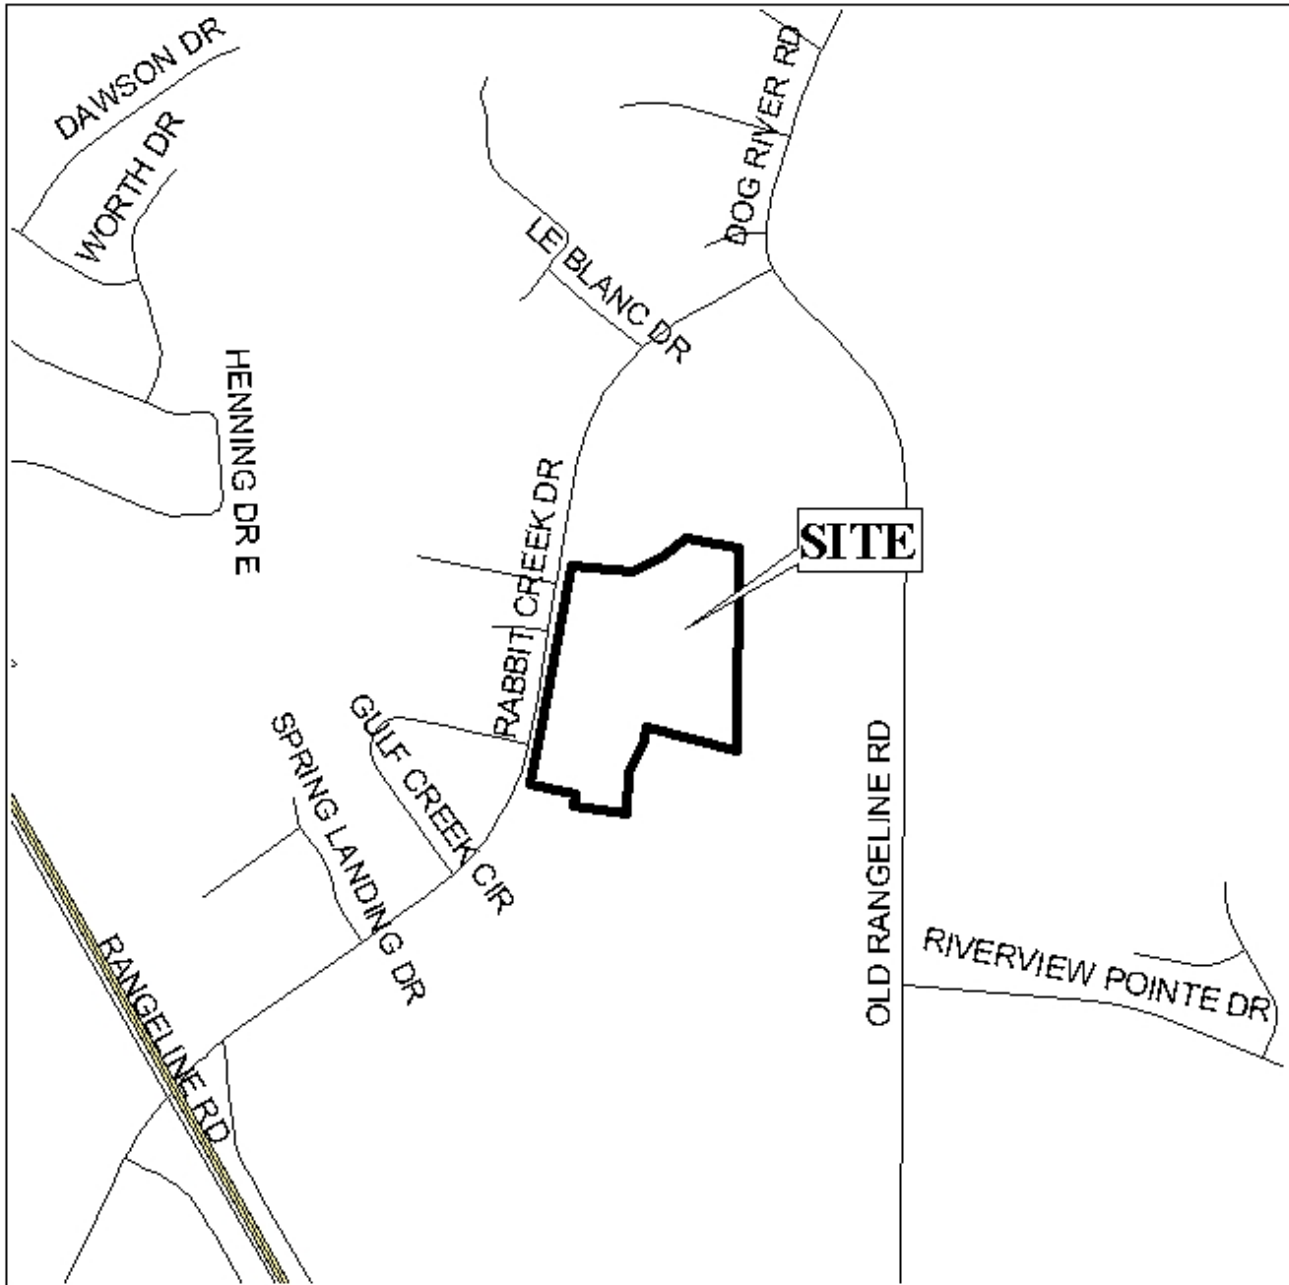 DAWSON DR
WORTH DR
DOG RIVER RD
LE BLANC DR
HENNING DR E
RABBIT CREEK DR
SITE
GULF CREEK CIR
SPRING LANDING DR
OLD RANGELINE RD
RIVERVIEW POINTE DR
RANGELINE RD